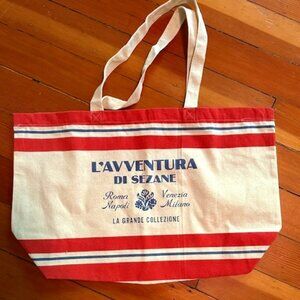 L'AVVENTURA
DI SEZANE
Roma Venezia
Napoli Milano
LA GRANDE COLLEZIONE